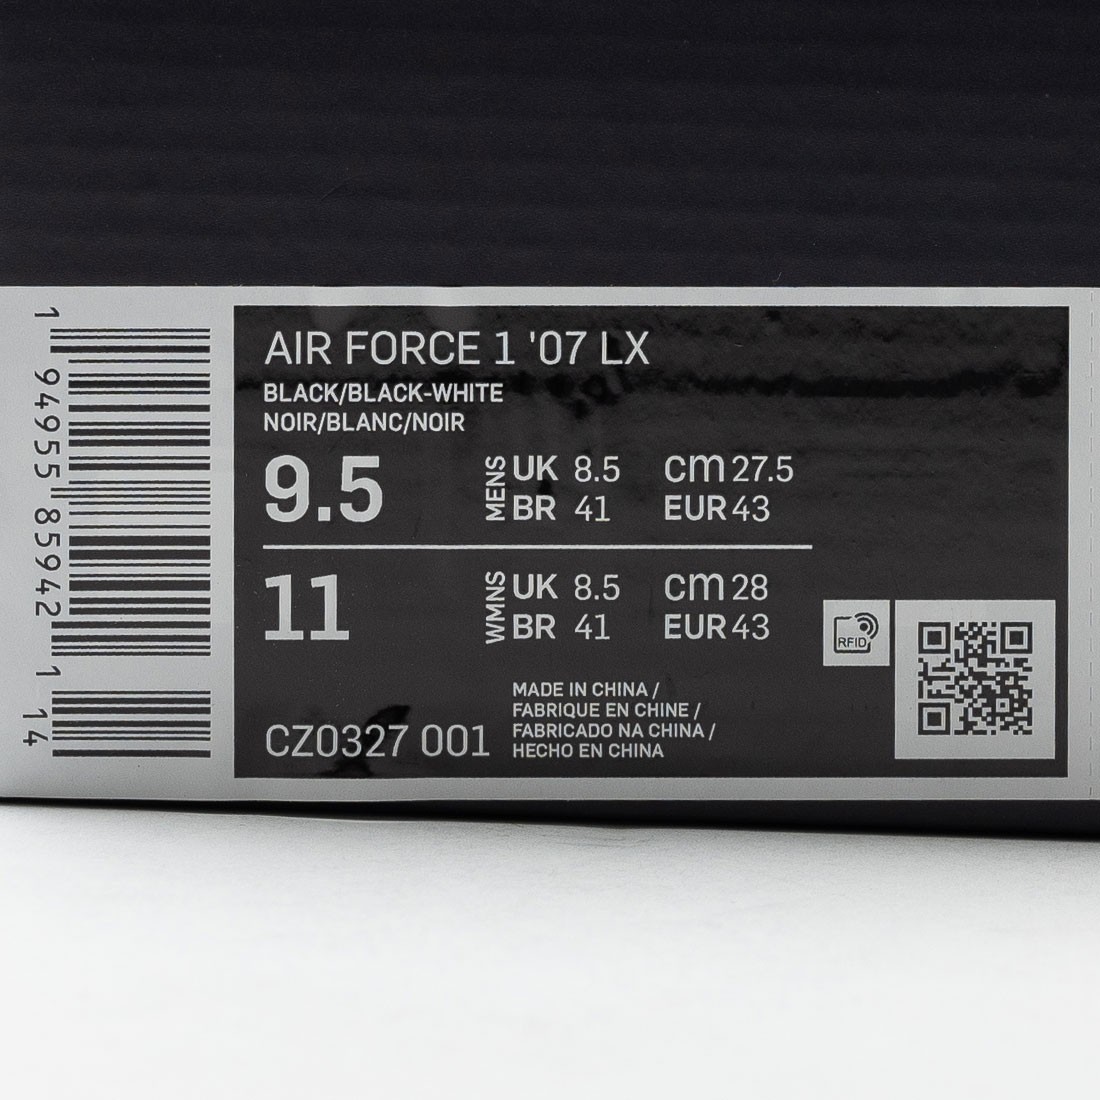 1 94955 85942 1 14
AIR FORCE 1 '07 LX
BLACK/BLACK-WHITE
NOIR/BLANC/NOIR
9.5 MENS UK 8.5 cm 27.5
BR 41 EUR 43
11 WMNS UK 8.5 cm 28
BR 41 EUR 43
RFID
MADE IN CHINA /
FABRIQUE EN CHINE /
FABRICADO NA CHINA /
HECHO EN CHINA
CZ0327 001